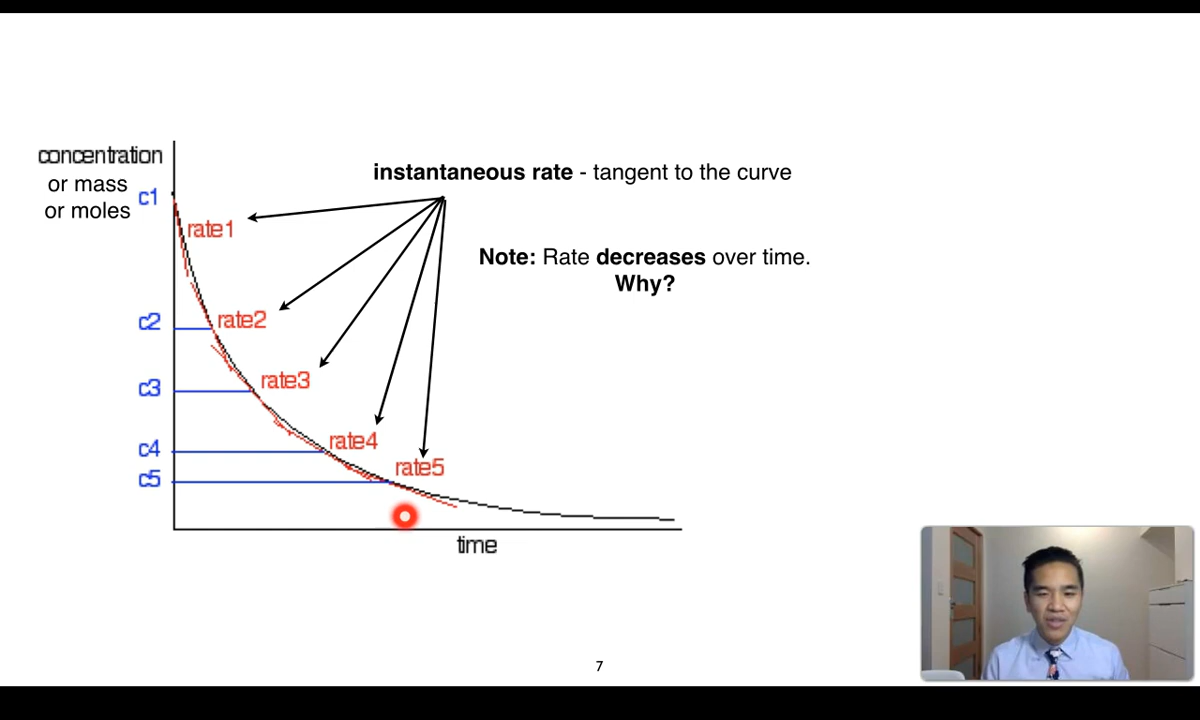 concentration
or mass
or moles
c1
instantaneous rate - tangent to the curve
rate1
Note: Rate decreases over time.
Why?
c2
rate2
c3
rate3
c4
rate4
c5
rate5
time
7